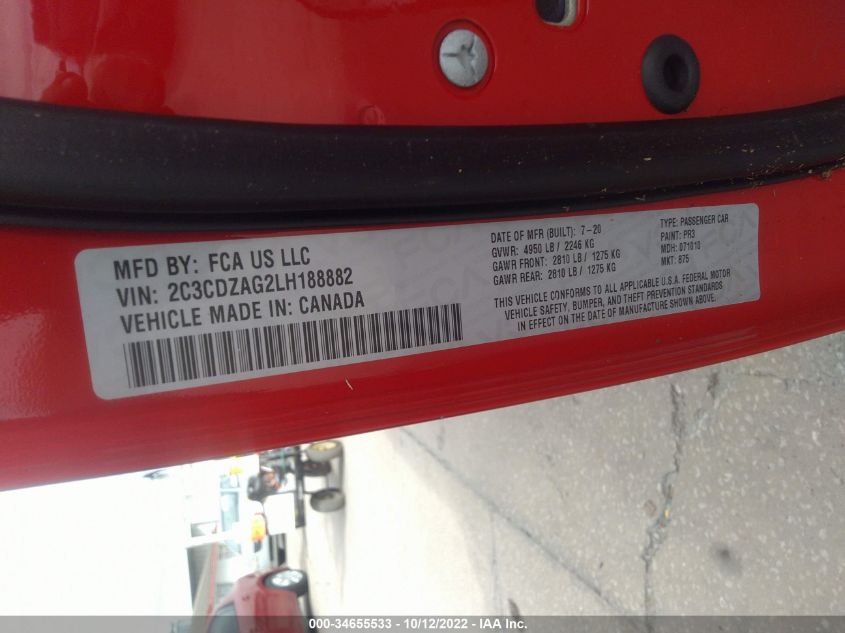 MFD BY: FCA US LLC
VIN: 2C3CDZAG2LH188882
VEHICLE MADE IN: CANADA
DATE OF MFR (BUILT): 7-20
GVWR: 4950 LB / 2246 KG
GAWR FRONT: 2810 LB / 1275 KG
GAWR REAR: 2810 LB / 1275 KG
TYPE: PASSENGER CAR
PAINT: PR3
MDH: 071010
MKT: 875
THIS VEHICLE CONFORMS TO ALL APPLICABLE U.S.A. FEDERAL MOTOR
VEHICLE SAFETY, BUMPER, AND THEFT PREVENTION STANDARDS
IN EFFECT ON THE DATE OF MANUFACTURE SHOWN ABOVE.
000-34655533 - 10/12/2022 - IAA Inc.